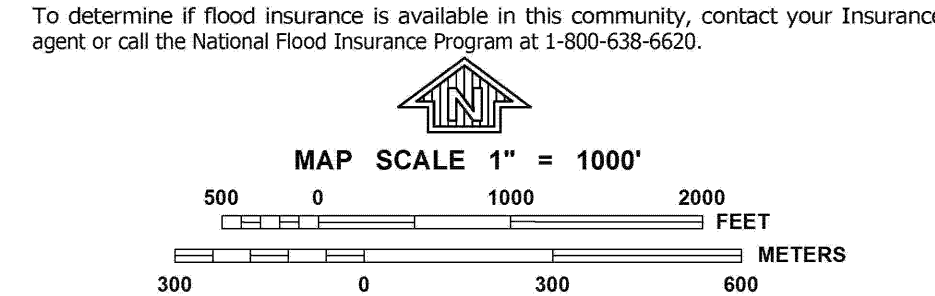 To determine if flood insurance is available in this community, contact your Insurance
agent or call the National Flood Insurance Program at 1-800-638-6620.
N
MAP SCALE 1" = 1000'
500 0 1000 2000
FEET
METERS
300 0 300 600